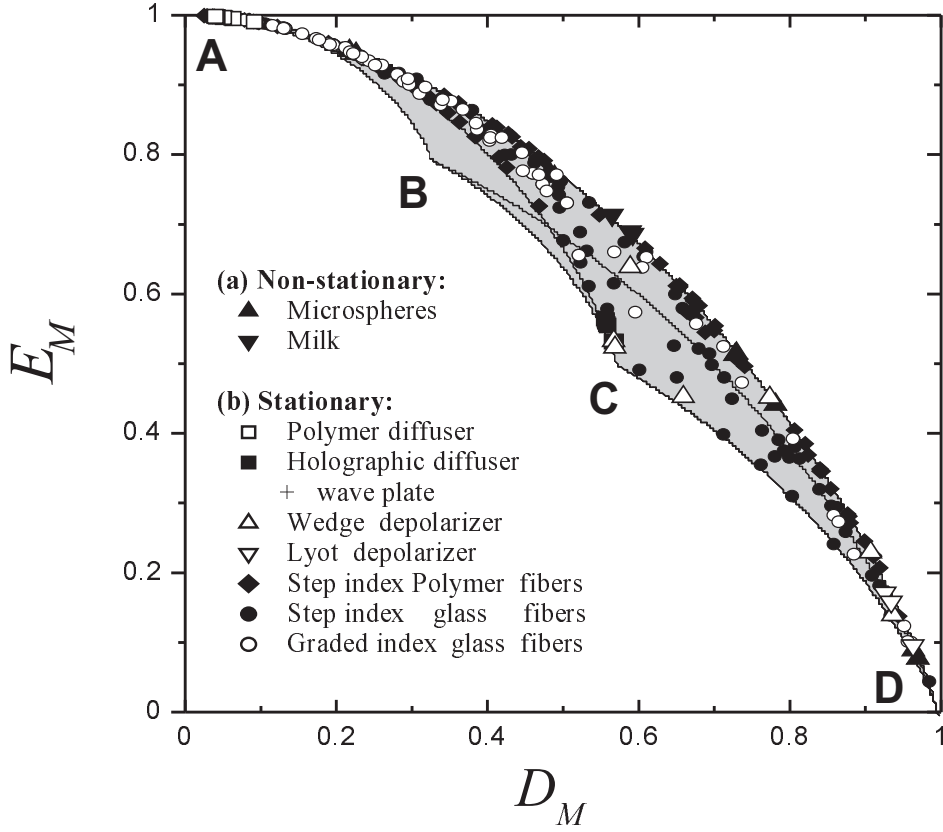 1
0.8
0.6
0.4
0.2
0
E_M
A
B
C
D
(a) Non-stationary:
Microspheres
Milk
(b) Stationary:
Polymer diffuser
Holographic diffuser
+ wave plate
Wedge depolarizer
Lyot depolarizer
Step index Polymer fibers
Step index glass fibers
Graded index glass fibers
0 0.2 0.4 0.6 0.8 1
D_M